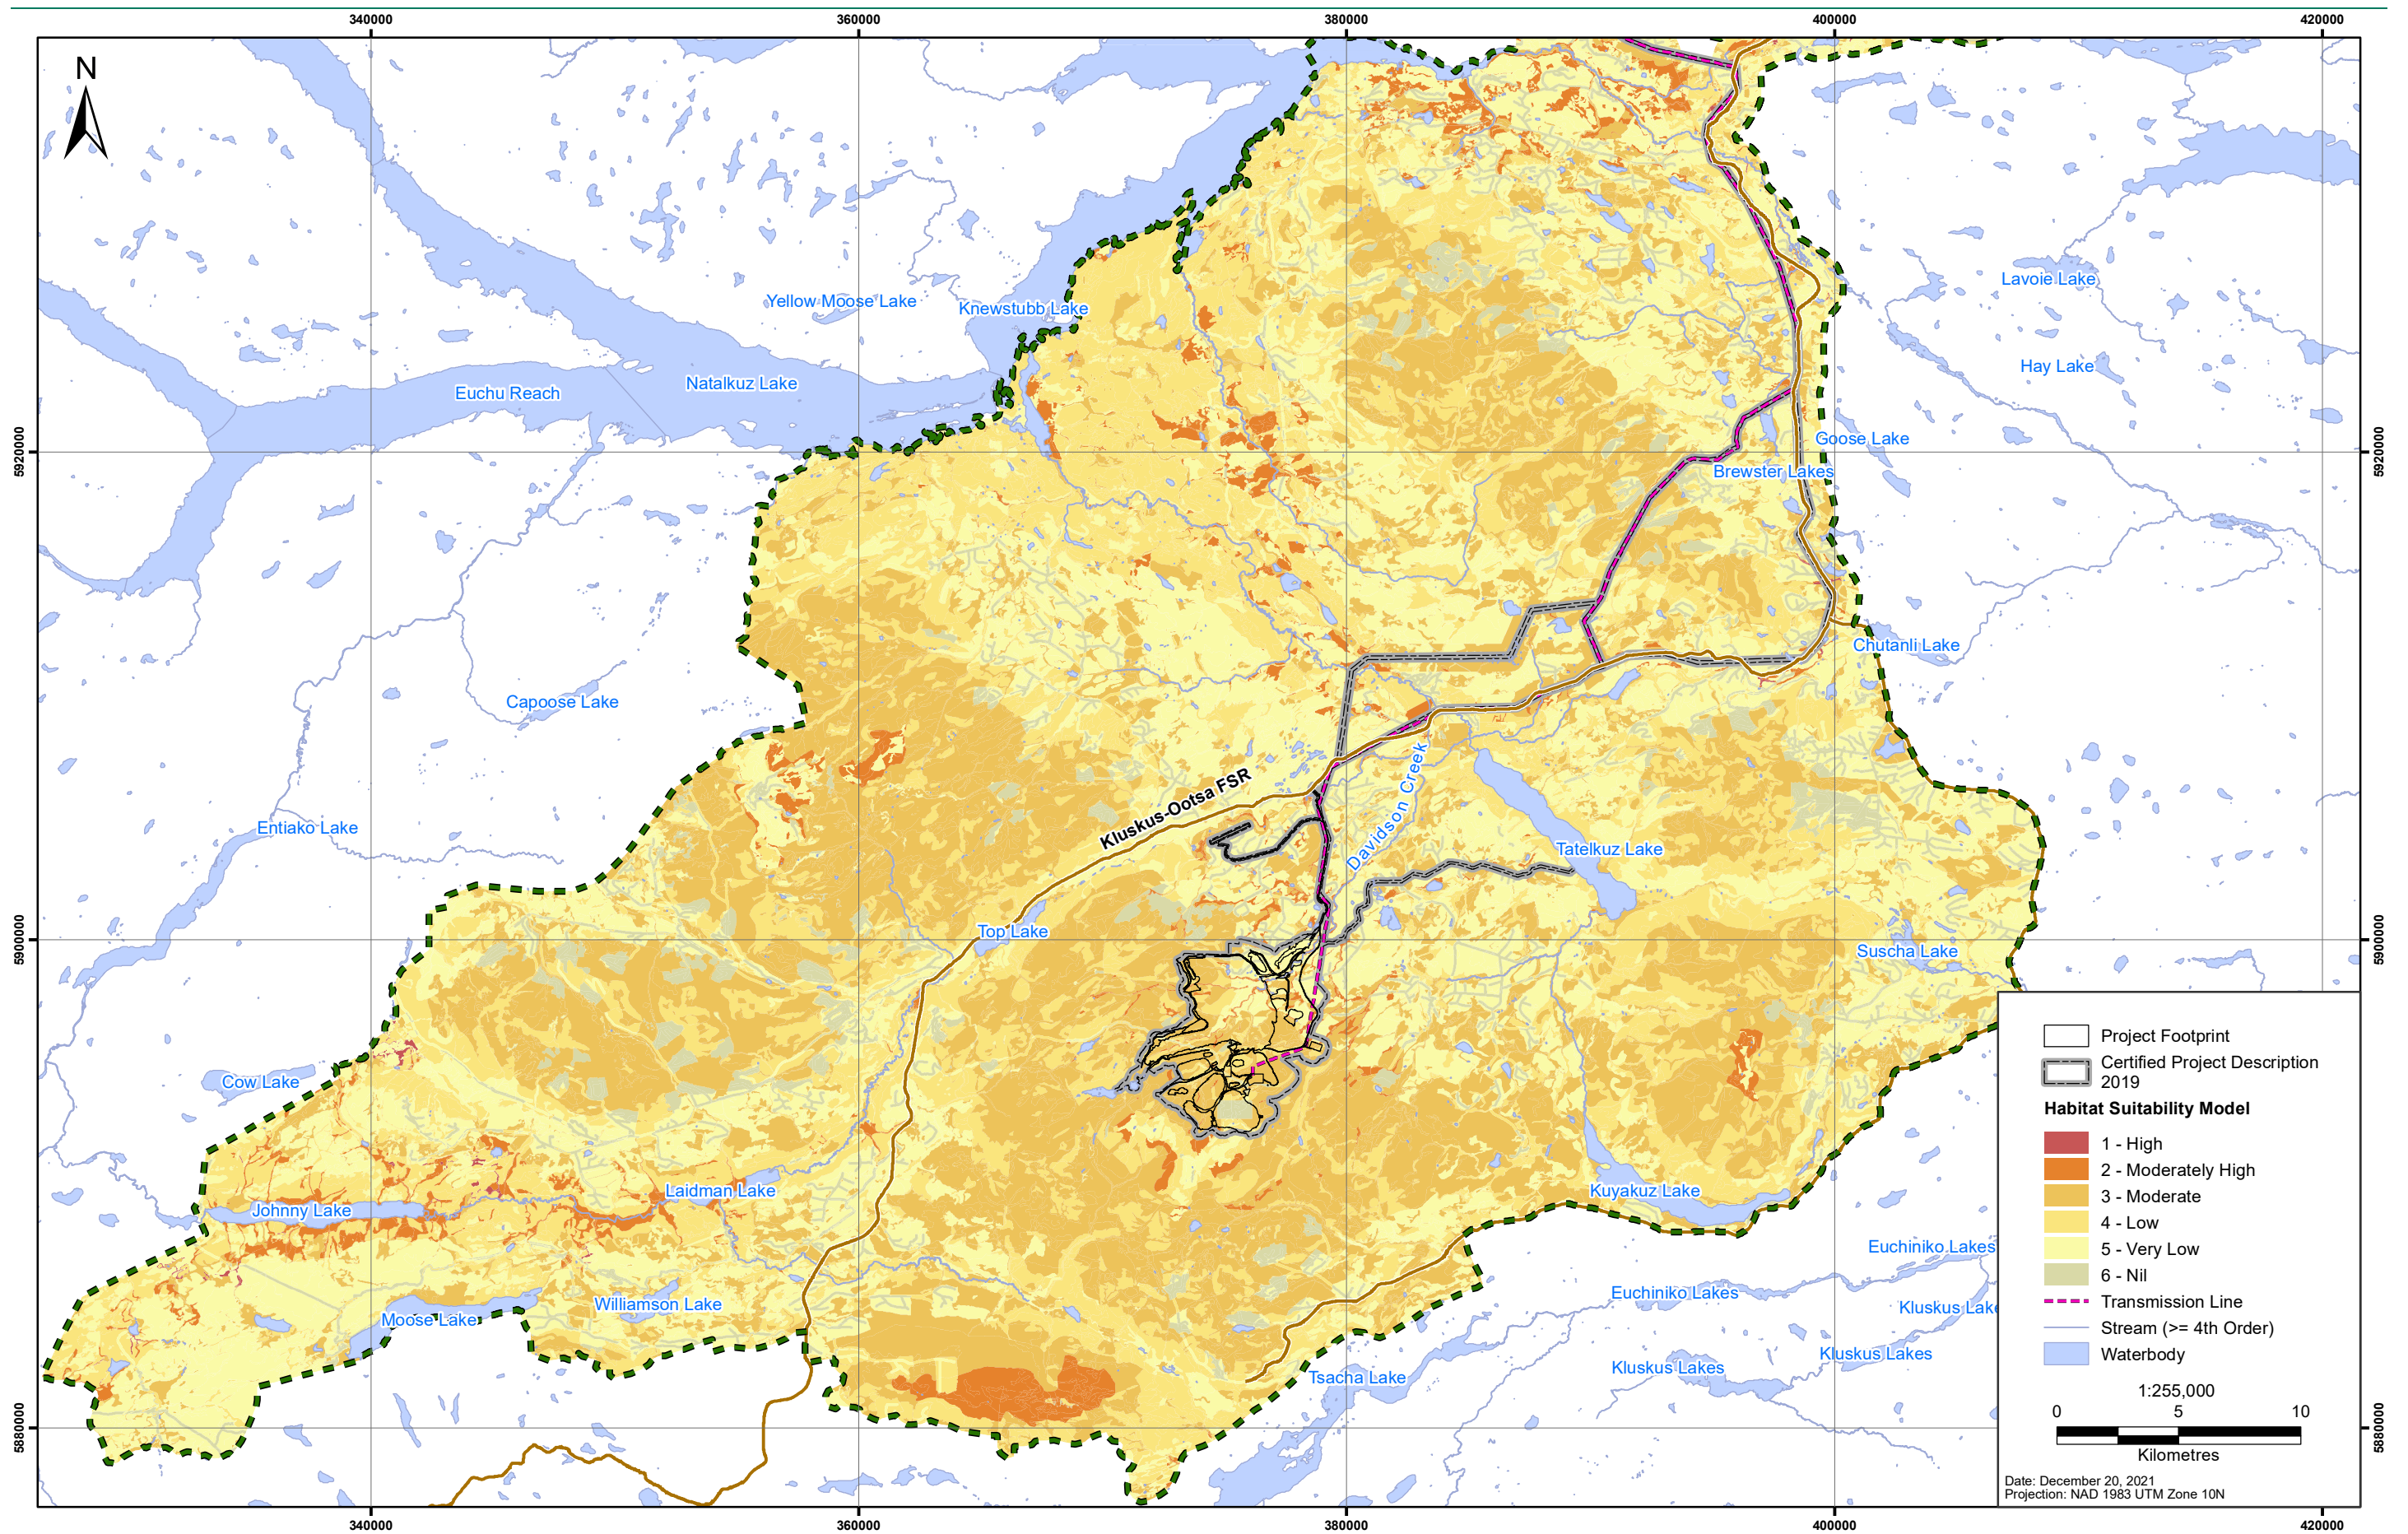 340000
360000
380000
400000
420000
N
Yellow Moose Lake
Knewstubb Lake
Lavoie Lake
Hay Lake
Natalkuz Lake
Euchu Reach
5920000
5920000
Goose Lake
Brewster Lakes
Chutanli Lake
Capoose Lake
Kluskus-Ootsa FSR
Davidson Creek
Entiako Lake
Tatelkuz Lake
Top Lake
Suscha Lake
5900000
5900000
Cow Lake
Laidman Lake
Kuyakuz Lake
Johnny Lake
Euchiniko Lakes
Euchiniko Lakes
Williamson Lake
Moose Lake
Kluskus Lake
Kluskus Lakes
Kluskus Lakes
Tsacha Lake
5880000
5880000
Project Footprint
Certified Project Description
2019
Habitat Suitability Model
1 - High
2 - Moderately High
3 - Moderate
4 - Low
5 - Very Low
6 - Nil
Transmission Line
Stream (>= 4th Order)
Waterbody
1:255,000
0 5 10
Kilometres
Date: December 20, 2021
Projection: NAD 1983 UTM Zone 10N
340000
360000
380000
400000
420000